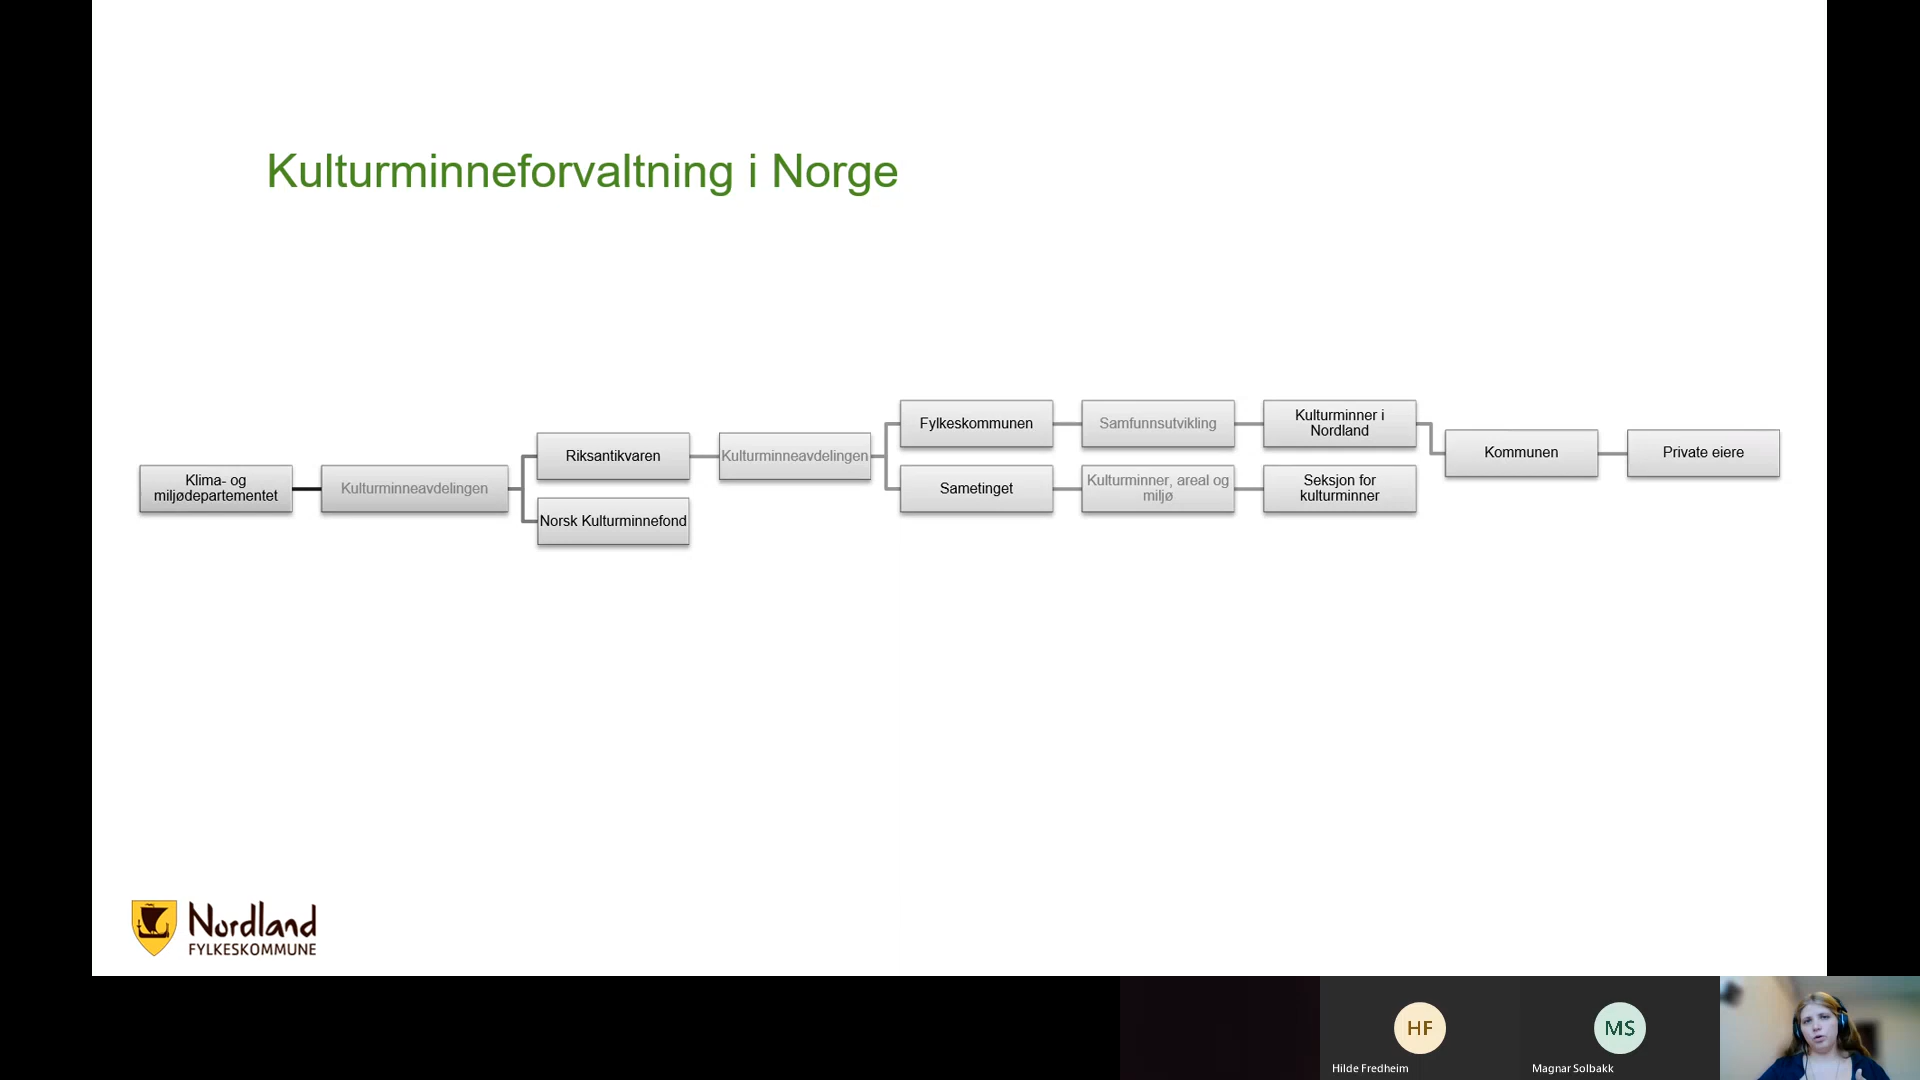 Kulturminneforvaltning i Norge
Klima- og
miljødepartementet
Kulturminneavdelingen
Riksantikvaren
Norsk Kulturminnefond
Kulturminneavdelingen
Fylkeskommunen
Samfunnsutvikling
Kulturminner i
Nordland
Sametinget
Kulturminner, areal og
miljø
Seksjon for
kulturminner
Kommunen
Private eiere
Nordland
FYLKESKOMMUNE
HF
Hilde Fredheim
MS
Magnar Solbakk